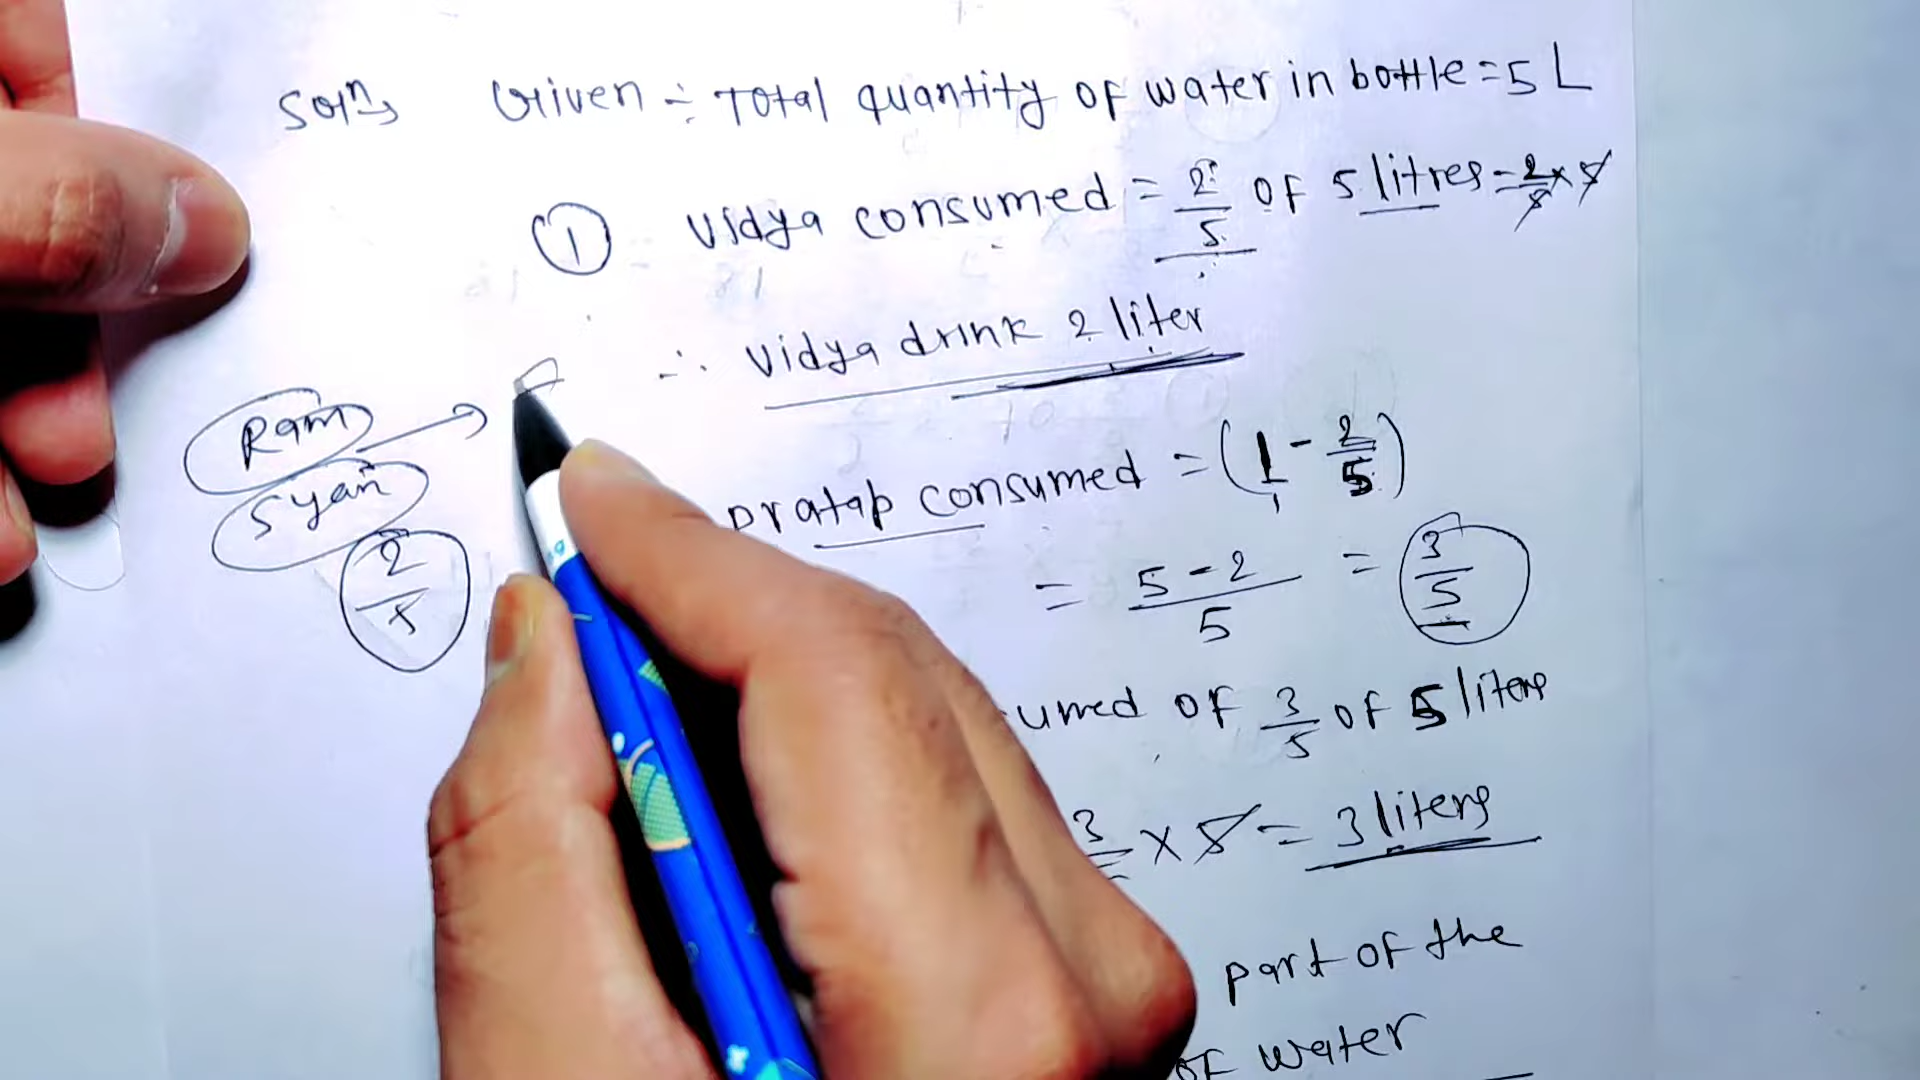 Soln Given ÷ Total quantity of water in bottle = 5 L
① Vidya consumed = 2/5 of 5 litres = 2/5 × 5
∴ Vidya drink 2 liter
Ram
Syam
2/5
pratap consumed = (1 - 2/5)
= 5-2/5 = 3/5
umed of 3/5 of 5 liters
3 × 5 = 3 liters
part of the
of water